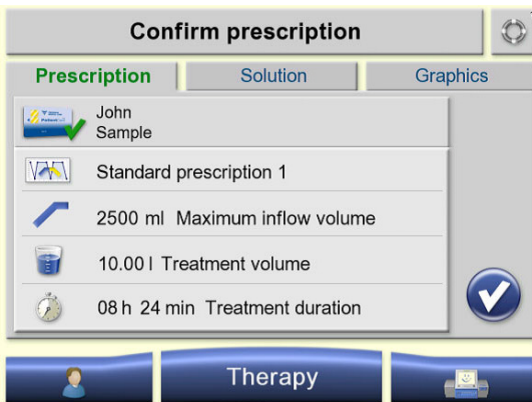 Confirm prescription
Prescription
Solution
Graphics
John
Sample
Standard prescription 1
2500 ml Maximum inflow volume
10.00 l Treatment volume
08 h 24 min Treatment duration
Therapy